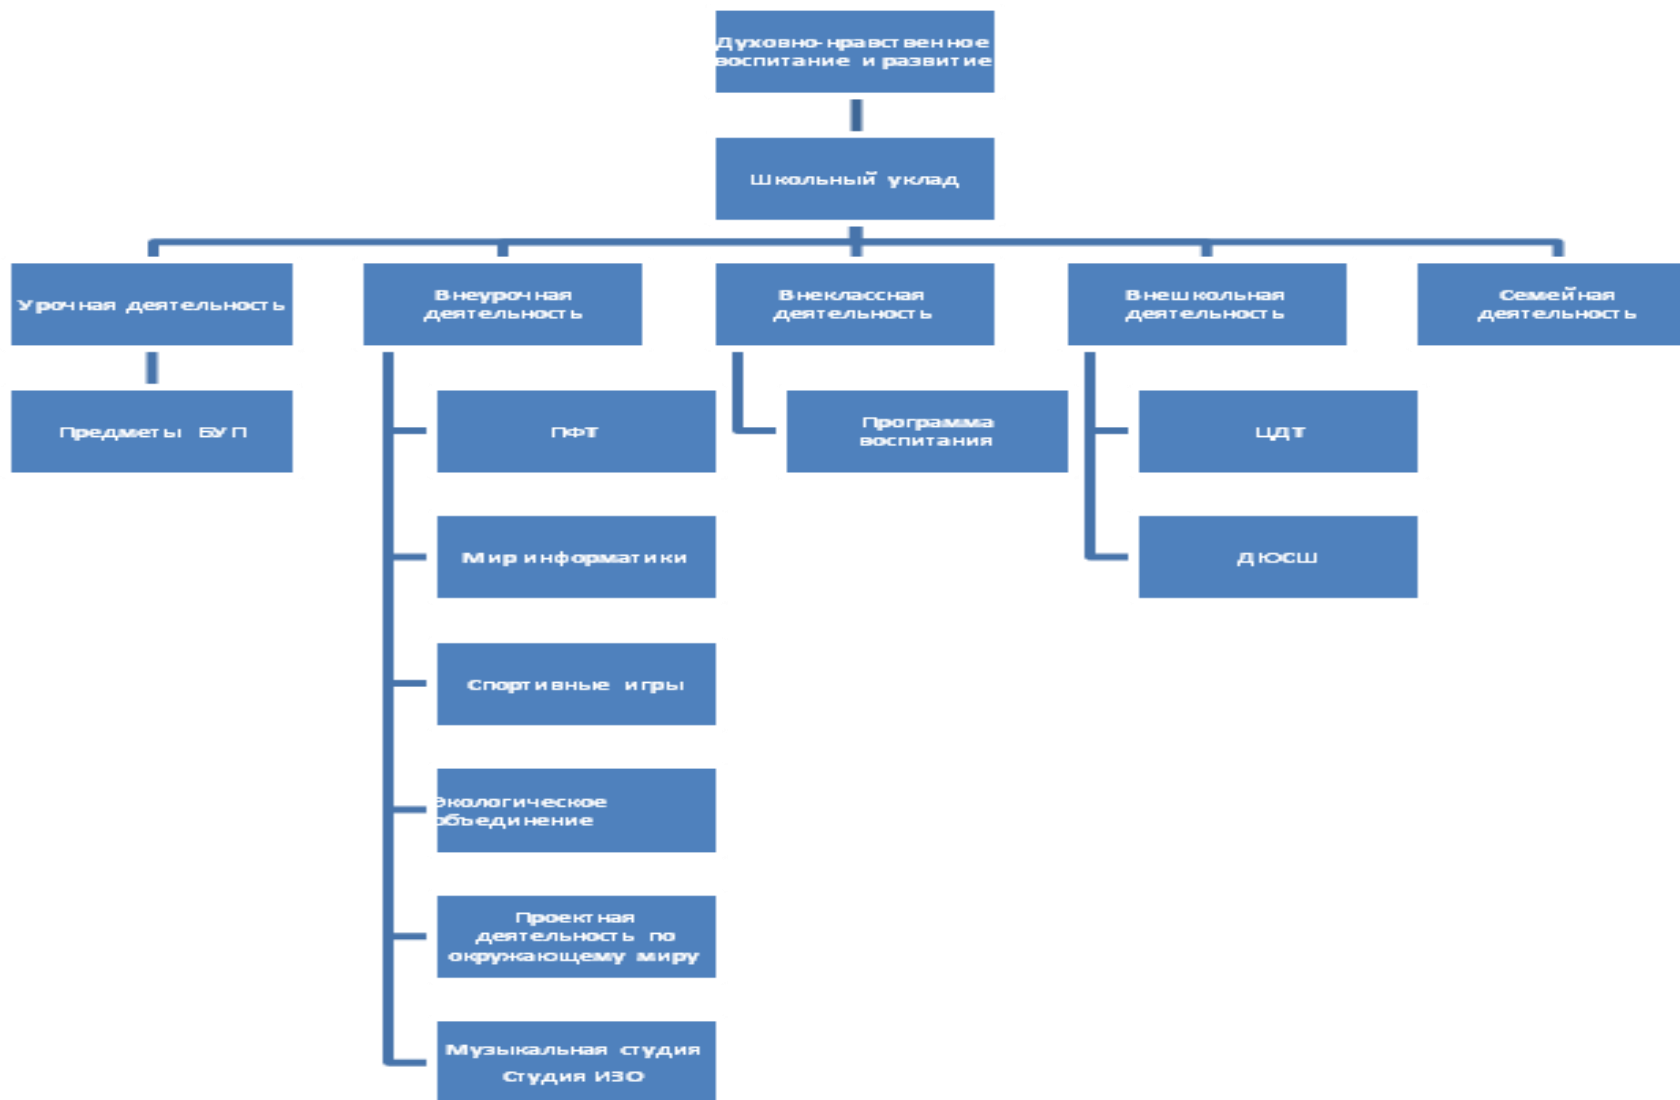 Духовно-нравственное
воспитание и развитие
Школьный уклад
Урочная деятельность
Внеурочная
деятельность
Внеклассная
деятельность
Внешкольная
деятельность
Семейная
деятельность
Предметы БУП
ПФТ
Программа
воспитания
ЦДТ
Мир информатики
ДЮСШ
Спортивные игры
Экологическое
объединение
Проектная
деятельность по
окружающему миру
Музыкальная студия
Студия ИЗО